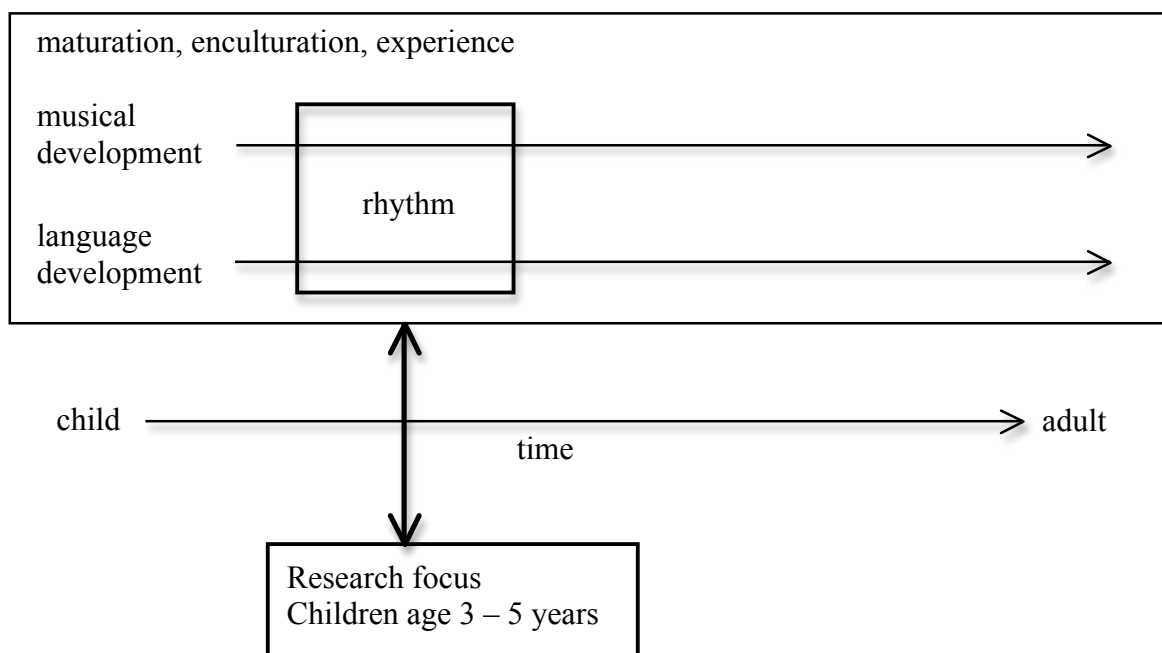 maturation, enculturation, experience
musical
development
rhythm
language
development
child
adult
time
Research focus
Children age 3 – 5 years